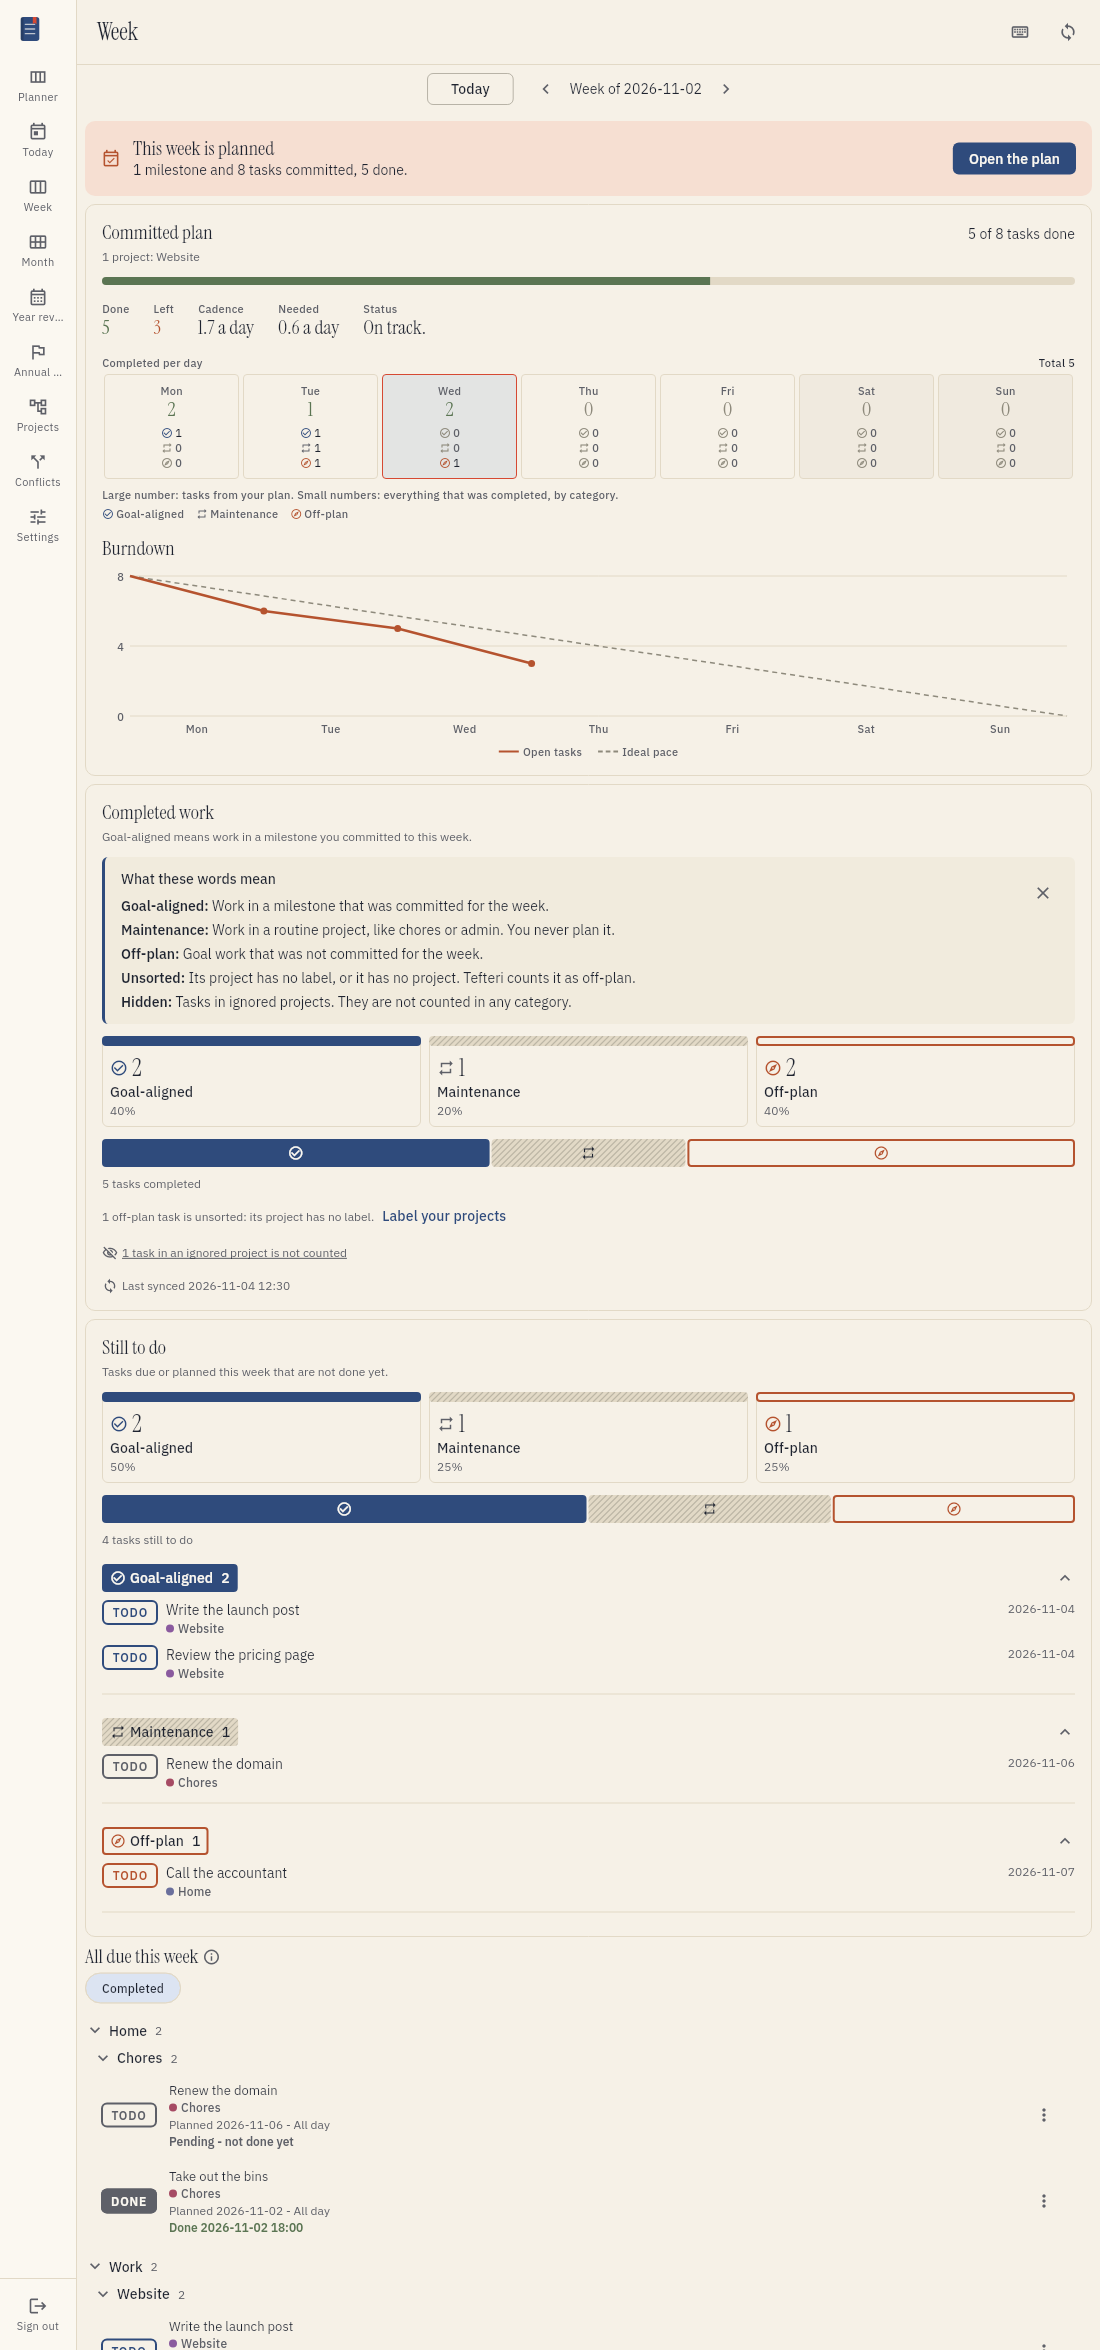 Week
Planner
Today
Week
Month
Year rev...
Annual ...
Projects
Conflicts
Settings
Sign out
Today
Week of 2026-11-02
This week is planned
1 milestone and 8 tasks committed, 5 done.
Open the plan
Committed plan
5 of 8 tasks done
1 project: Website
Done Left Cadence Needed Status
5 3 1.7 a day 0.6 a day On track.
Completed per day Total 5
Mon Tue Wed Thu Fri Sat Sun
2 1 2 0 0 0 0
1 1 0 0 0 0 0
0 1 0 0 0 0 0
0 1 1 0 0 0 0
Large number: tasks from your plan. Small numbers: everything that was completed, by category.
Goal-aligned Maintenance Off-plan
Burndown
8
4
0
Mon Tue Wed Thu Fri Sat Sun
Open tasks Ideal pace
Completed work
Goal-aligned means work in a milestone you committed to this week.
What these words mean
Goal-aligned: Work in a milestone that was committed for the week.
Maintenance: Work in a routine project, like chores or admin. You never plan it.
Off-plan: Goal work that was not committed for the week.
Unsorted: Its project has no label, or it has no project. Tefteri counts it as off-plan.
Hidden: Tasks in ignored projects. They are not counted in any category.
2 1 2
Goal-aligned Maintenance Off-plan
40% 20% 40%
5 tasks completed
1 off-plan task is unsorted: its project has no label. Label your projects
1 task in an ignored project is not counted
Last synced 2026-11-04 12:30
Still to do
Tasks due or planned this week that are not done yet.
2 1 1
Goal-aligned Maintenance Off-plan
50% 25% 25%
4 tasks still to do
Goal-aligned 2
TODO Write the launch post 2026-11-04
Website
TODO Review the pricing page 2026-11-04
Website
Maintenance 1
TODO Renew the domain 2026-11-06
Chores
Off-plan 1
TODO Call the accountant 2026-11-07
Home
All due this week
Completed
Home 2
Chores 2
Renew the domain
Chores
TODO
Planned 2026-11-06 - All day
Pending - not done yet
Take out the bins
Chores
DONE
Planned 2026-11-02 - All day
Done 2026-11-02 18:00
Work 2
Website 2
Write the launch post
Website
TODO